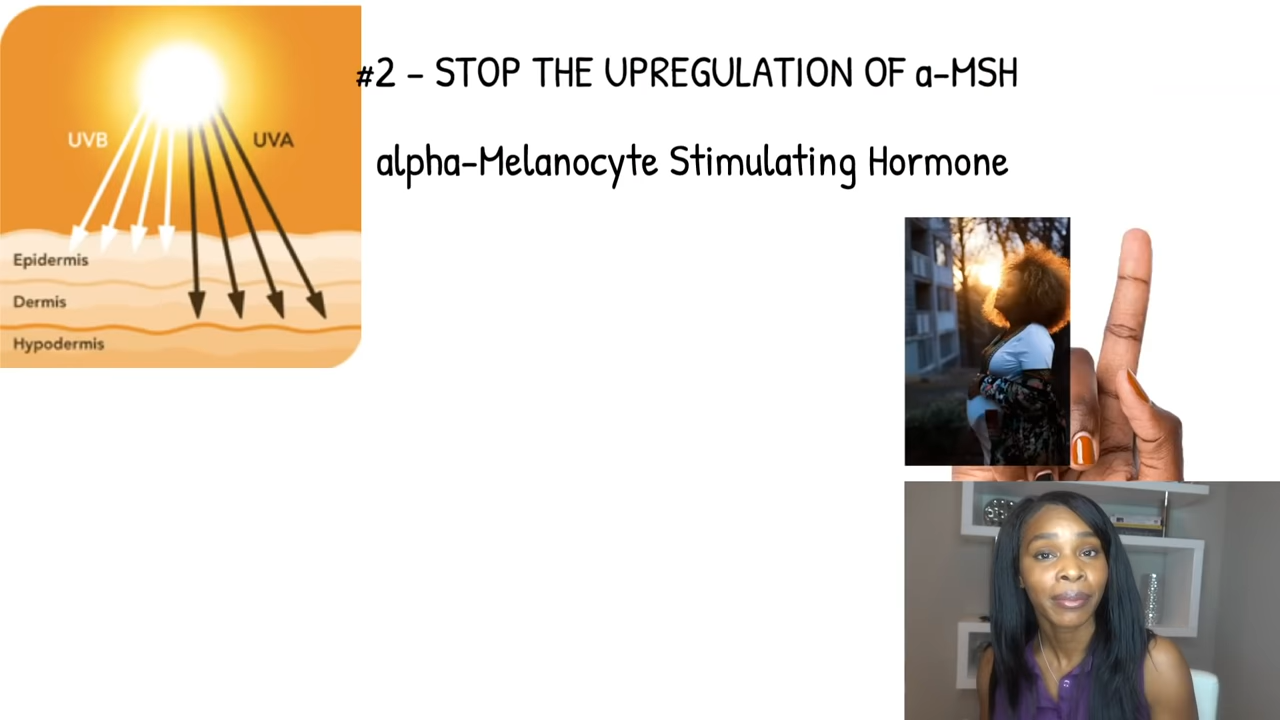 #2 – STOP THE UPREGULATION OF a-MSH
alpha-Melanocyte Stimulating Hormone
UVB
UVA
Epidermis
Dermis
Hypodermis